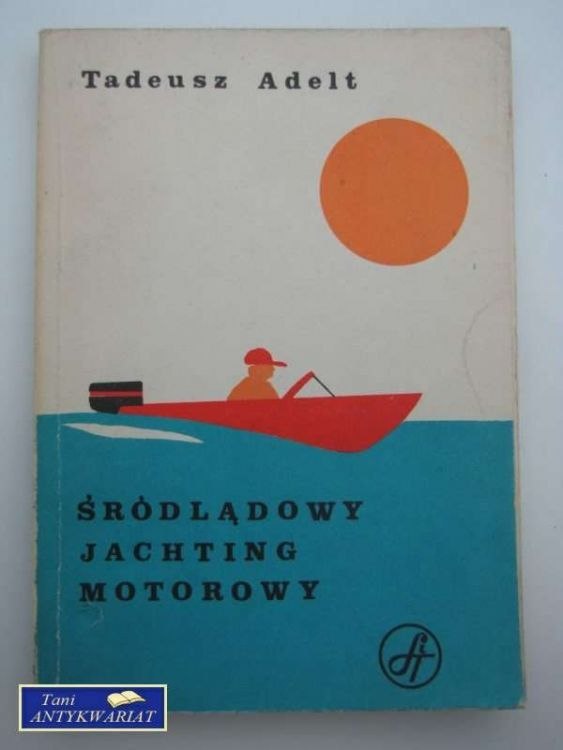 Tadeusz Adelt
ŚRÓDLĄDOWY
JACHTING
MOTOROWY
Tani
ANTYKWARIAT